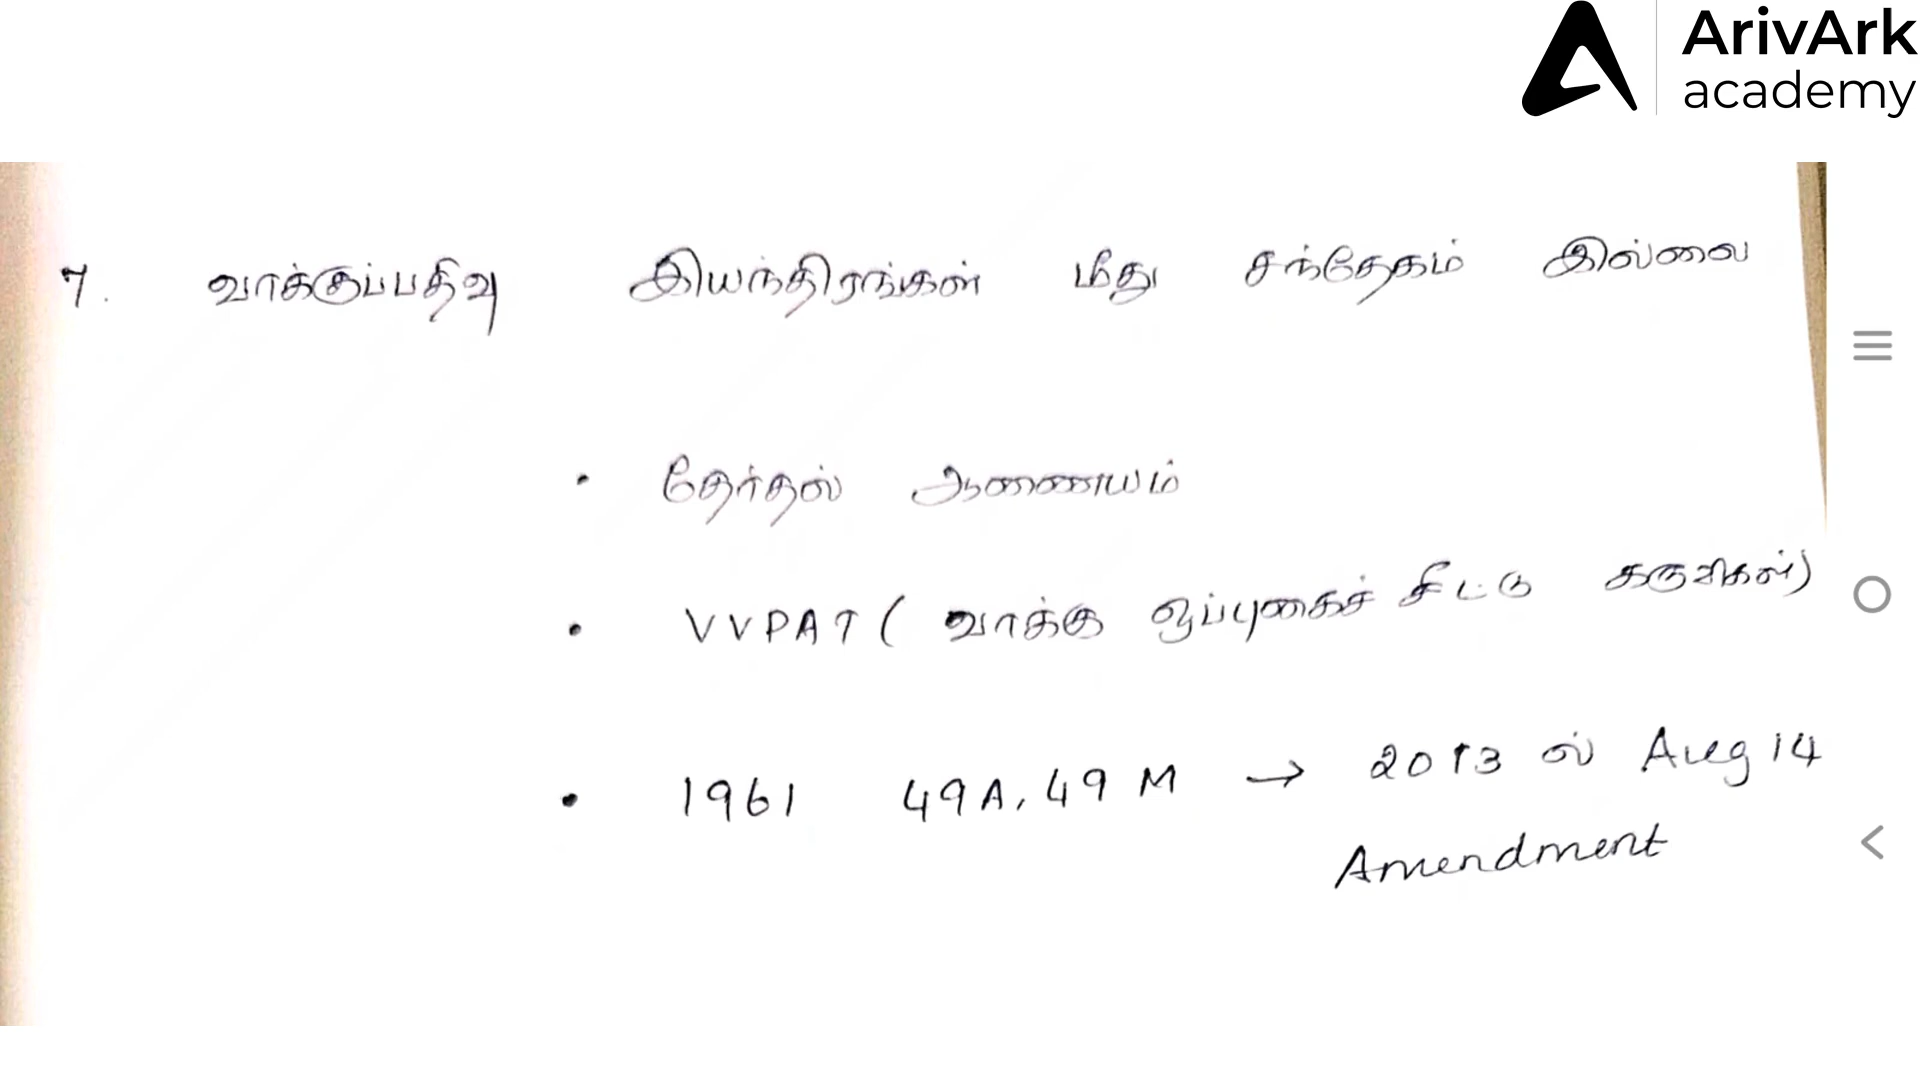 ArivArk
academy
7. வாக்குப்பதிவு இயந்திரங்கள் மீது சந்தேகம் இல்லை
• தேர்தல் ஆணையம்
• VVPAT ( வாக்கு ஒப்புகைச் சீட்டு கருவிகள்)
• 1961 49A, 49 M → 2013 ல் Aug 14
Amendment